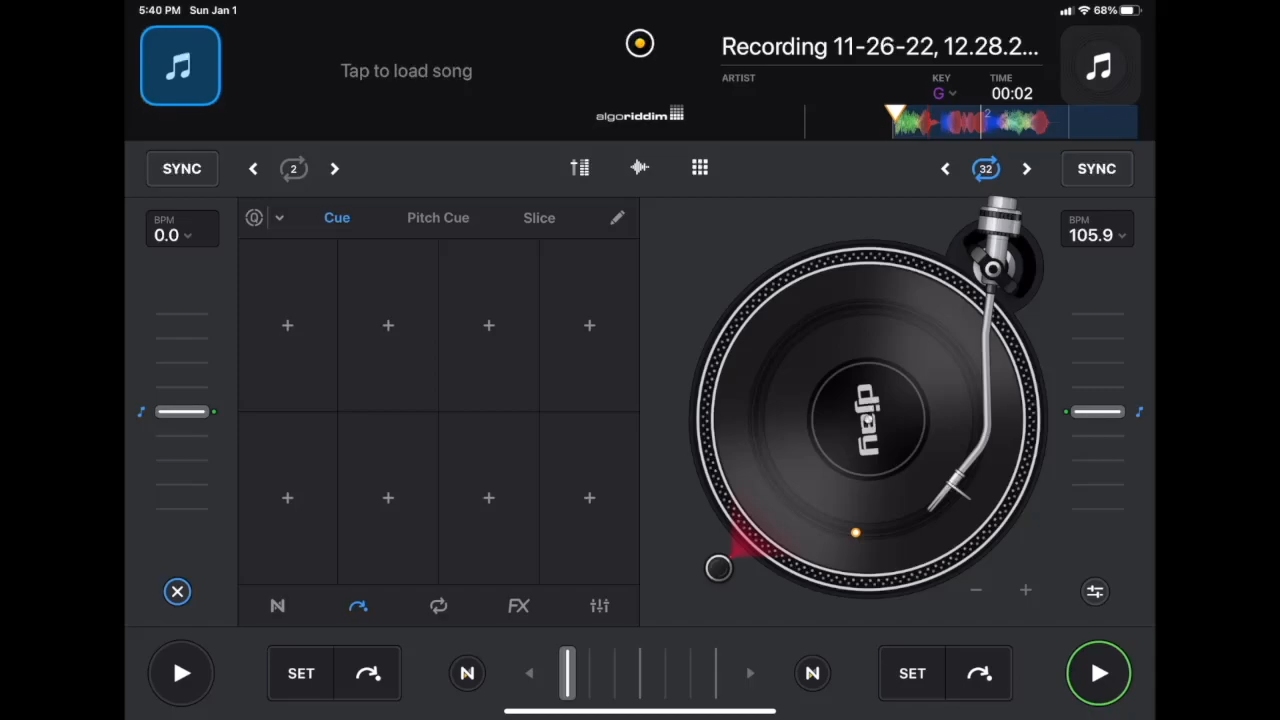 5:40 PM Sun Jan 1
68%
Tap to load song
Recording 11-26-22, 12.28.2...
ARTIST
KEY
G
TIME
00:02
algoriddim
2
SYNC
2
32
SYNC
BPM
0.0
Cue
Pitch Cue
Slice
BPM
105.9
djay
N
FX
SET
N
N
SET